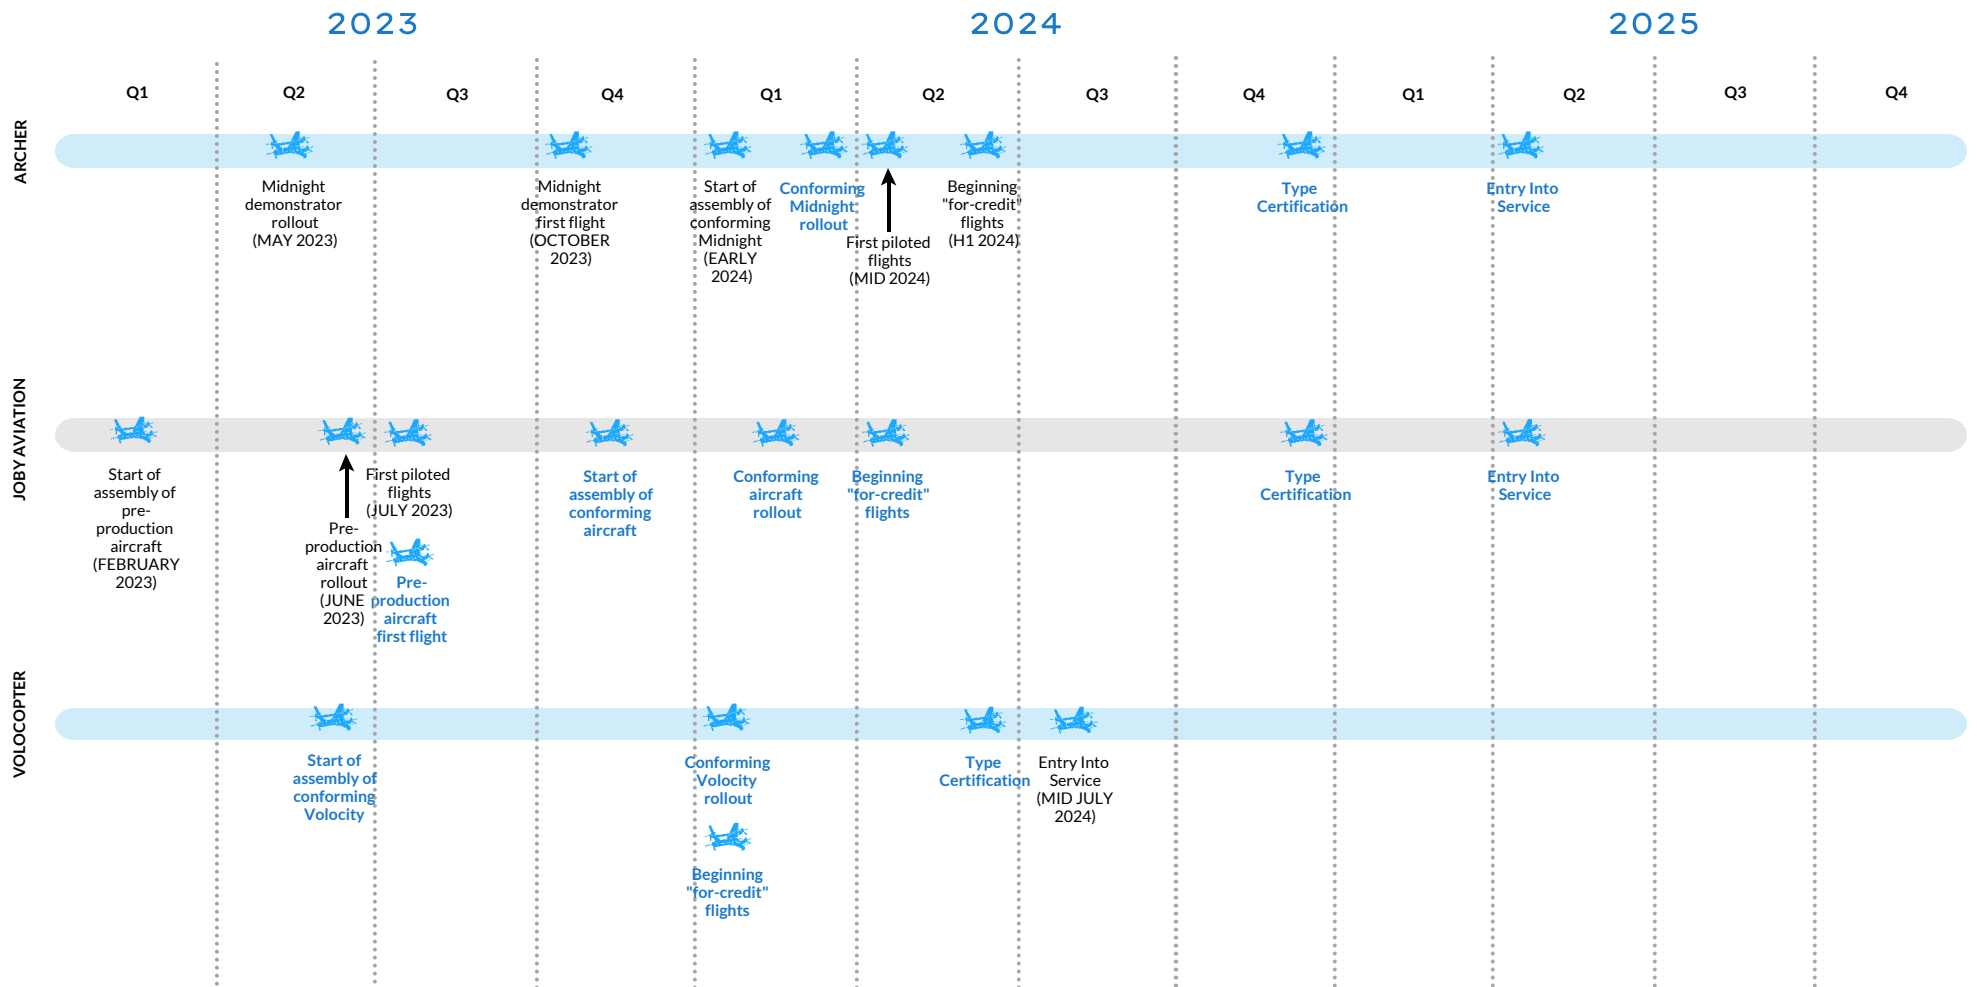 2023
2024
2025
Q1
Q2
Q3
Q4
Q1
Q2
Q3
Q4
Q1
Q2
Q3
Q4
ARCHER
Midnight
demonstrator
rollout
(MAY 2023)
Midnight
demonstrator
first flight
(OCTOBER
2023)
Start of
assembly of
conforming
Midnight
(EARLY
2024)
Conforming
Midnight
rollout
First piloted
flights
(MID 2024)
Beginning
"for-credit"
flights
(H1 2024)
Type
Certification
Entry Into
Service
JOBY AVIATION
Start of
assembly of
pre-
production
aircraft
(FEBRUARY
2023)
Pre-
production
aircraft
rollout
(JUNE
2023)
First piloted
flights
(JULY 2023)
Pre-
production
aircraft
first flight
Start of
assembly of
conforming
aircraft
Conforming
aircraft
rollout
Beginning
"for-credit"
flights
Type
Certification
Entry Into
Service
VOLOCOPTER
Start of
assembly of
conforming
Volocity
Conforming
Volocity
rollout
Beginning
"for-credit"
flights
Type
Certification
Entry Into
Service
(MID JULY
2024)